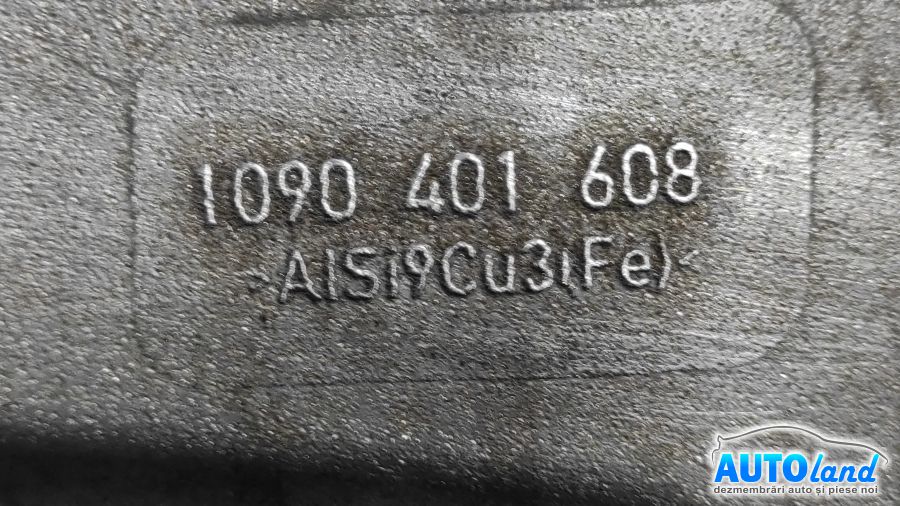 1090 401 608
>AlSi9Cu3(Fe)<
AUTOland
dezmembrări auto și piese noi